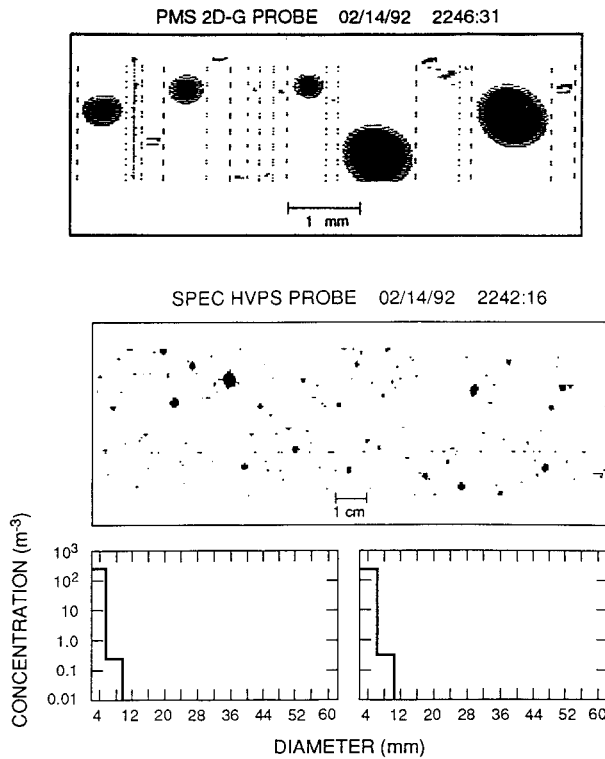 PMS 2D-G PROBE 02/14/92 2246:31
1 mm
SPEC HVPS PROBE 02/14/92 2242:16
1 cm
CONCENTRATION (m⁻³)
10³
10²
10
1.0
0.1
0.01
4 12 20 28 36 44 52 60
4 12 20 28 36 44 52 60
DIAMETER (mm)